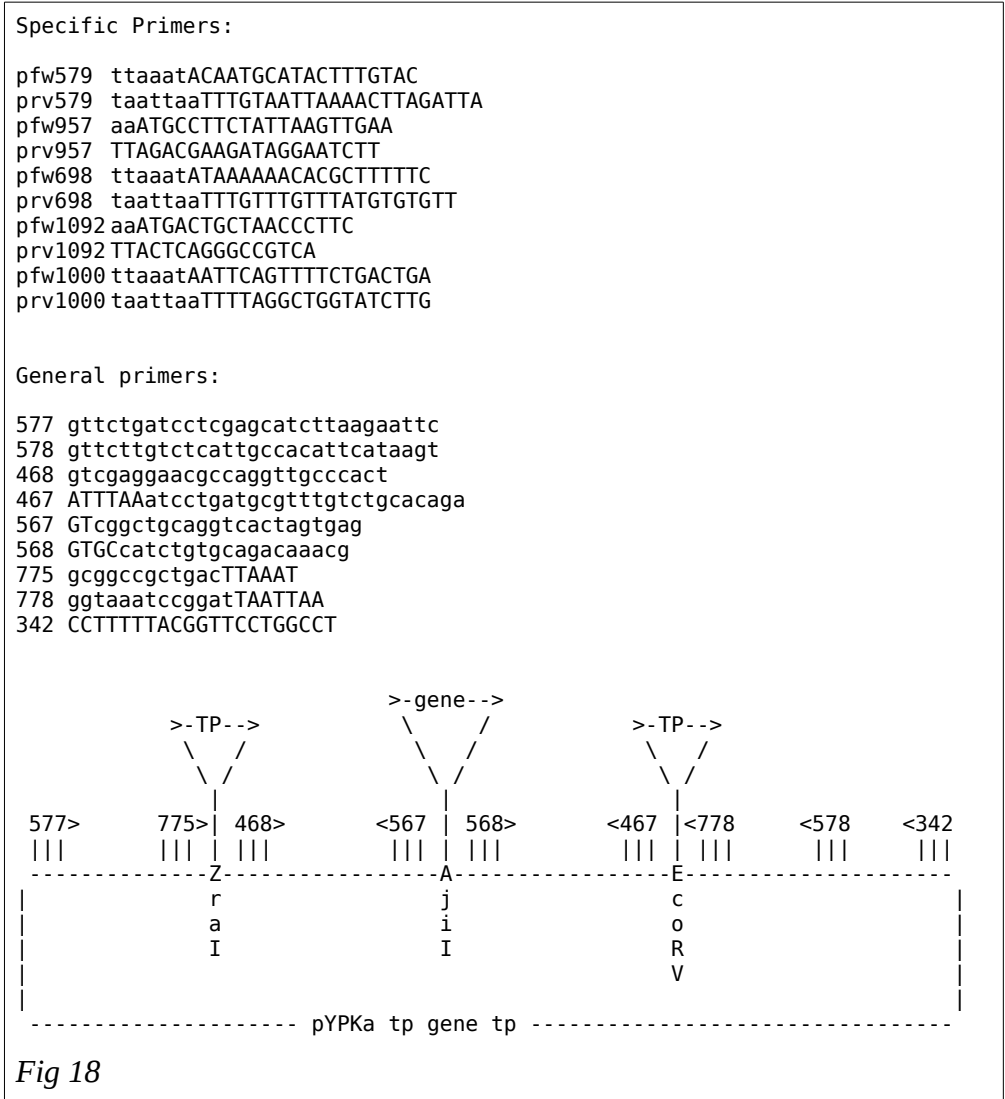 Specific Primers:
pfw579 ttaaatACAATGCATACTTTGTAC
prv579 taattaaTTTGTAATTAAAACTTAGATTA
pfw957 aaATGCCTTCTATTAAGTTGAA
prv957 TTAGACGAAGATAGGAATCTT
pfw698 ttaaatATAAAAAACACGCTTTTTC
prv698 taattaaTTTGTTTGTTTATGTGTGTT
pfw1092 aaATGACTGCTAACCCTTC
prv1092 TTACTCAGGGCCGTCA
pfw1000 ttaaatAATTCAGTTTTCTGACTGA
prv1000 taattaaTTTTAGGCTGGTATCTTG
General primers:
577 gttctgatcctcgagcatcttaagaattc
578 gttcttgtctcattgccacattcataagt
468 gtcgaggaacgccaggttgcccact
467 ATTTAAatcctgatgcgtttgtctgcacaga
567 GTcggctgcaggtcactagtgag
568 GTGCcatctgtgcagacaaacg
775 gcggccgctgacTTAAAT
778 ggtaaatccggatTAATTAA
342 CCTTTTTACGGTTCCTGGCCT
>-gene-->
>-TP--> \ / >-TP-->
\ / \ / \ /
\ / \ / \ /
| | |
577> 775>| 468> <567 | 568> <467 |<778 <578 <342
||| ||| | ||| ||| | ||| ||| | ||| ||| |||
--------------Z-----------------A-----------------E---------------------
| r j c |
| a i o |
| I I R |
| V |
| |
--------------------- pYPKa tp gene tp ---------------------------------
Fig 18